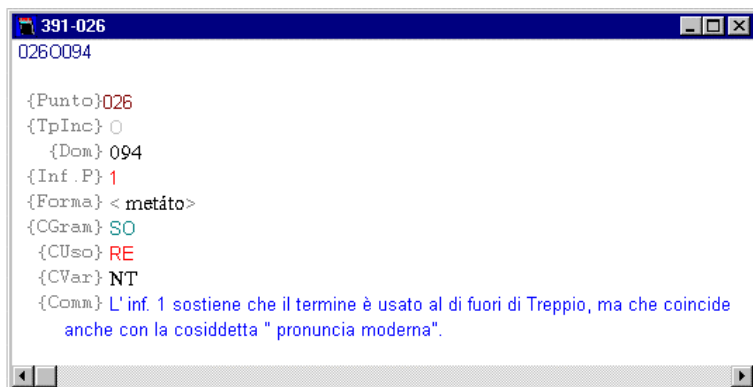 391-026
026O094
{Punto}026
{TpInc} O
{Dom} 094
{Inf.P} 1
{Forma} < metáto>
{CGram} SO
{CUso} RE
{CVar} NT
{Comm} L' inf. 1 sostiene che il termine è usato al di fuori di Treppio, ma che coincide
anche con la cosiddetta " pronuncia moderna".